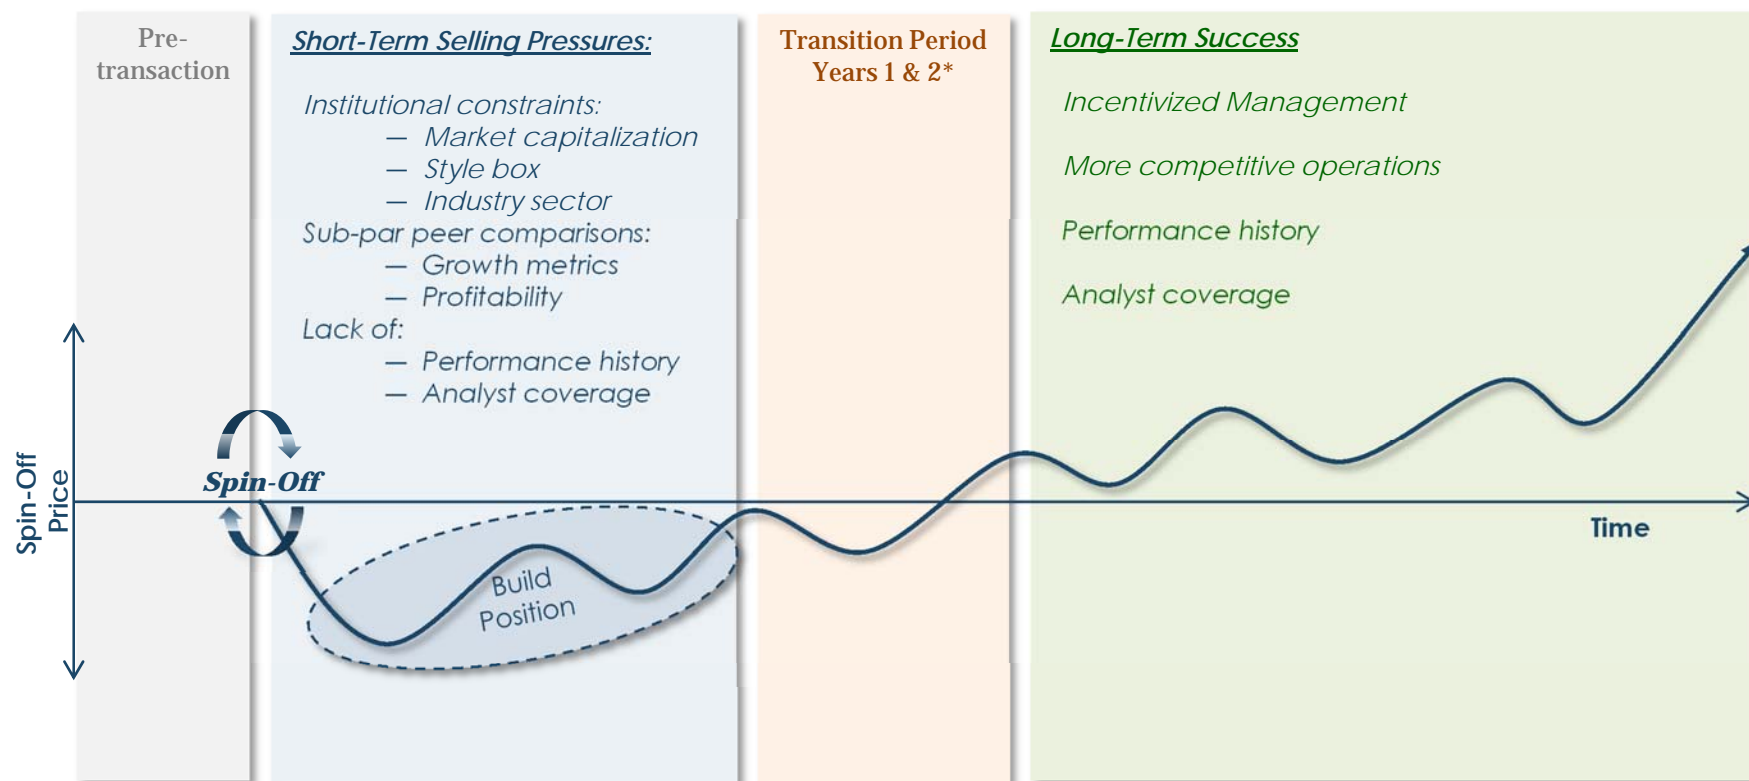 Pre-
transaction
Short-Term Selling Pressures:
Institutional constraints:
— Market capitalization
— Style box
— Industry sector
Sub-par peer comparisons:
— Growth metrics
— Profitability
Lack of:
— Performance history
— Analyst coverage
Transition Period
Years 1 & 2*
Long-Term Success
Incentivized Management
More competitive operations
Performance history
Analyst coverage
Spin-Off
Price
Spin-Off
Build
Position
Time